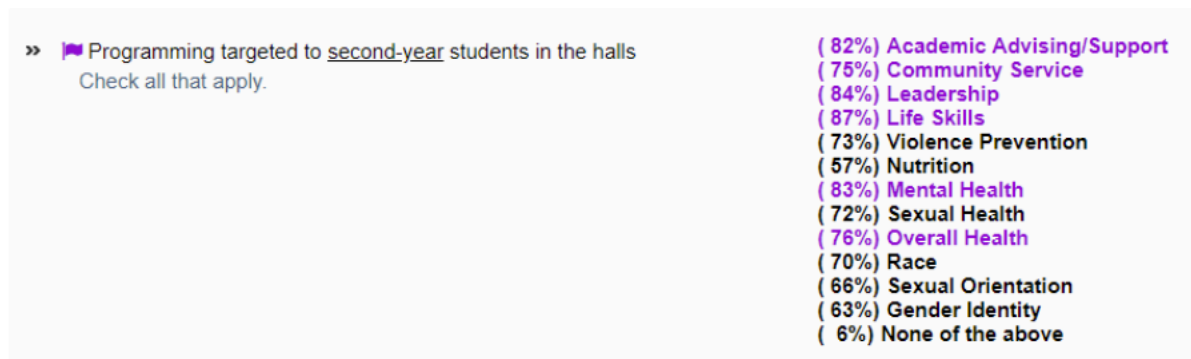 » Programming targeted to second-year students in the halls
Check all that apply.
( 82%) Academic Advising/Support
( 75%) Community Service
( 84%) Leadership
( 87%) Life Skills
( 73%) Violence Prevention
( 57%) Nutrition
( 83%) Mental Health
( 72%) Sexual Health
( 76%) Overall Health
( 70%) Race
( 66%) Sexual Orientation
( 63%) Gender Identity
(  6%) None of the above